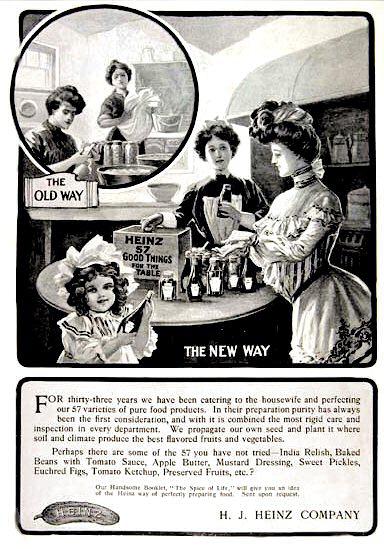 THE
OLD WAY
HEINZ
57
GOOD THINGS
FOR THE
TABLE
THE NEW WAY
FOR thirty-three years we have been catering to the housewife and perfecting
our 57 varieties of pure food products. In their preparation purity has always
been the first consideration, and with it is combined the most rigid care and
inspection in every department. We propagate our own seed and plant it where
soil and climate produce the best flavored fruits and vegetables.
Perhaps there are some of the 57 you have not tried—India Relish, Baked
Beans with Tomato Sauce, Apple Butter, Mustard Dressing, Sweet Pickles,
Euchred Figs, Tomato Ketchup, Preserved Fruits, etc.?
Our Handsome Booklet, "The Spice of Life," will give you an idea
of the Heinz way of perfectly preparing food. Sent upon request.
HEINZ
H. J. HEINZ COMPANY